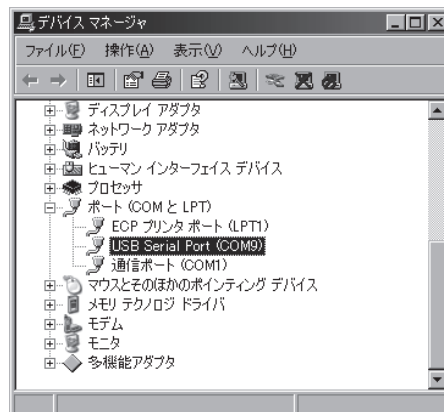 デバイス マネージャ
ファイル(F) 操作(A) 表示(V) ヘルプ(H)
ディスプレイ アダプタ
ネットワーク アダプタ
バッテリ
ヒューマン インターフェイス デバイス
プロセッサ
ポート (COM と LPT)
ECP プリンタ ポート (LPT1)
USB Serial Port (COM9)
通信ポート (COM1)
マウスとそのほかのポインティング デバイス
メモリ テクノロジ ドライバ
モデム
モニタ
多機能アダプタ